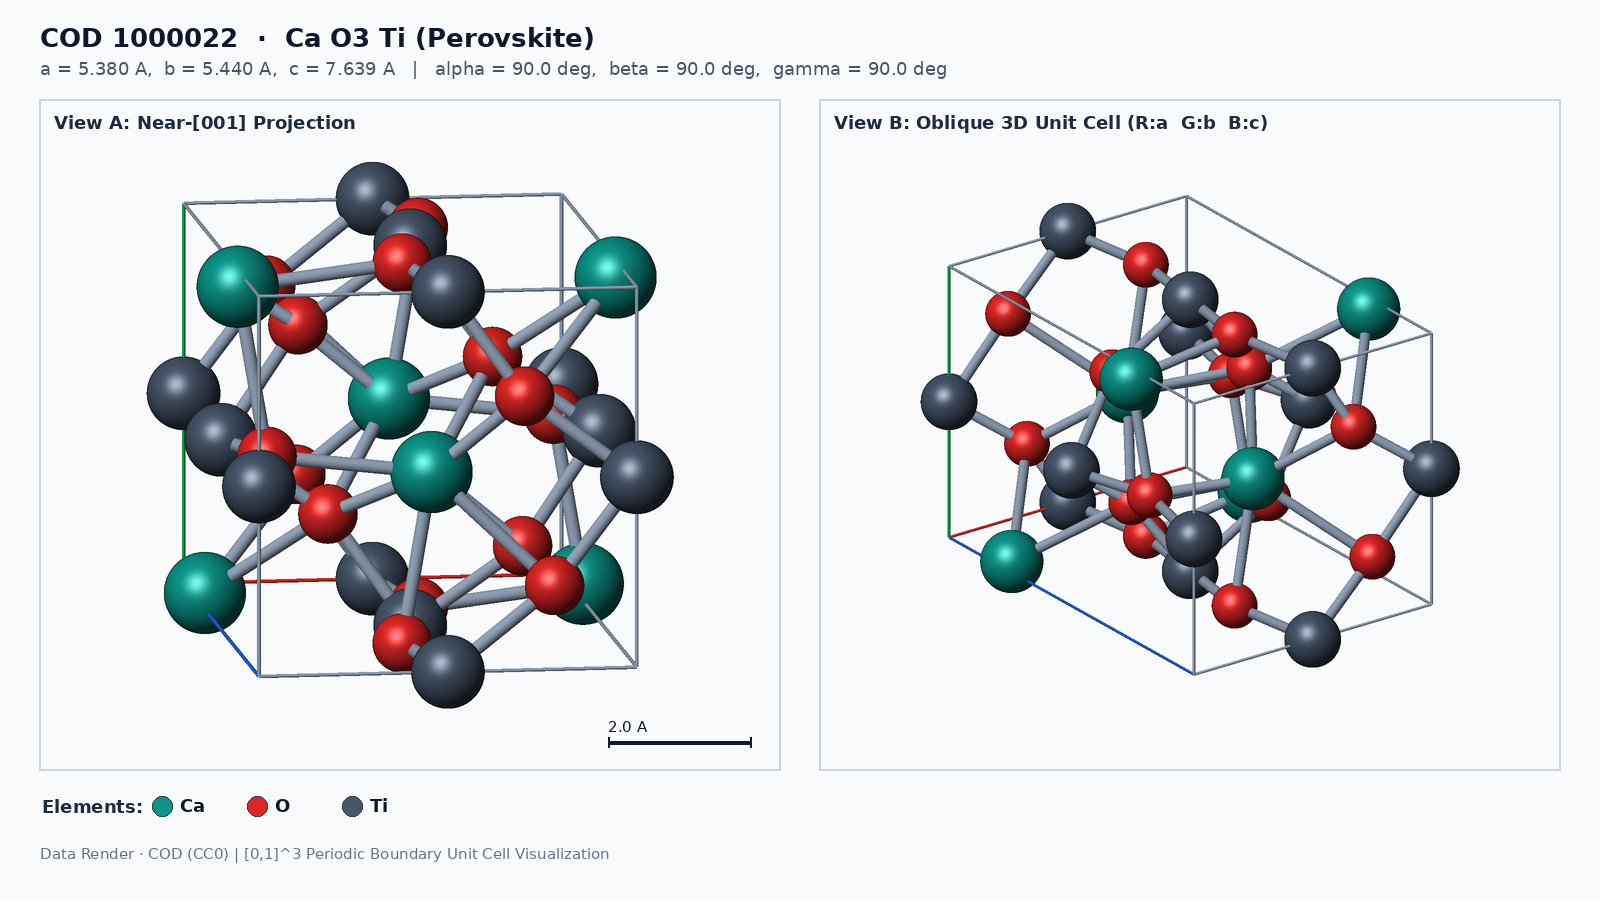 COD 1000022 · Ca O3 Ti (Perovskite)
a = 5.380 A, b = 5.440 A, c = 7.639 A | alpha = 90.0 deg, beta = 90.0 deg, gamma = 90.0 deg
View A: Near-[001] Projection
View B: Oblique 3D Unit Cell (R:a G:b B:c)
2.0 A
Elements: Ca O Ti
Data Render · COD (CC0) | [0,1]^3 Periodic Boundary Unit Cell Visualization